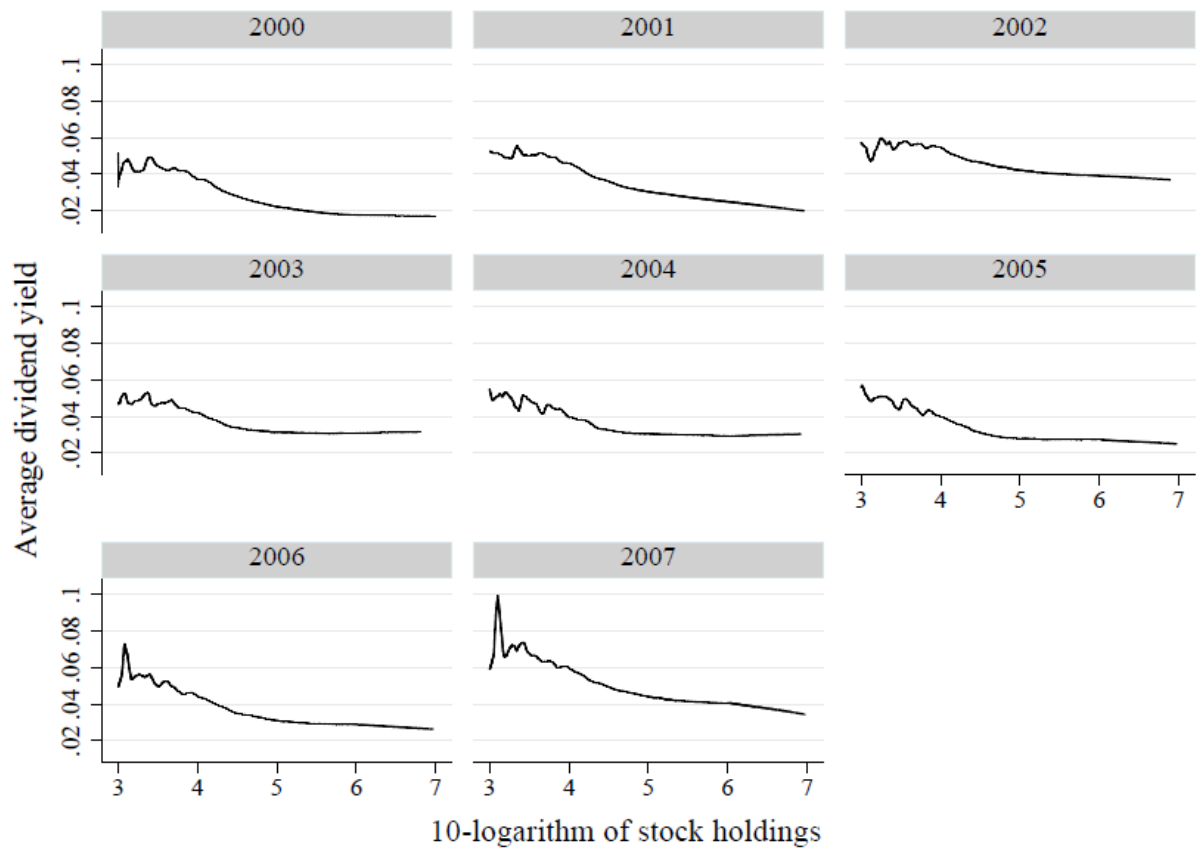 2000 2001 2002
.02 .04 .06 .08 .1
2003 2004 2005
.02 .04 .06 .08 .1
3 4 5 6 7
2006 2007
.02 .04 .06 .08 .1
3 4 5 6 7 3 4 5 6 7
Average dividend yield
10-logarithm of stock holdings